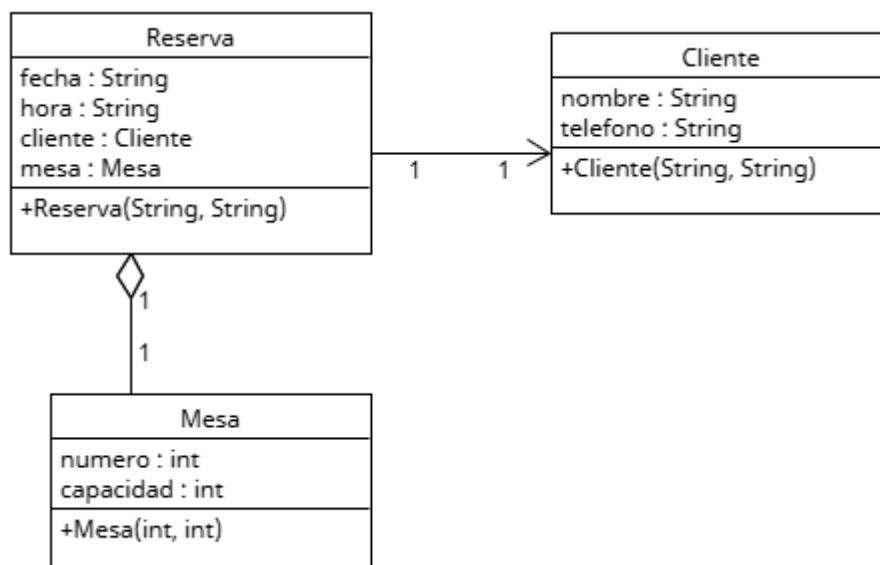 Reserva
fecha : String
hora : String
cliente : Cliente
mesa : Mesa
+Reserva(String, String)
1
1
Cliente
nombre : String
telefono : String
+Cliente(String, String)
1
1
Mesa
numero : int
capacidad : int
+Mesa(int, int)